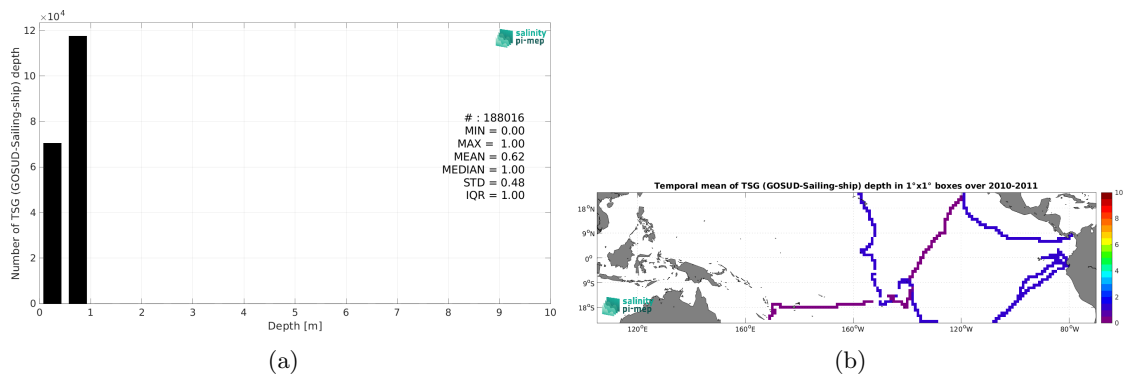 ×10⁴
12
10
8
6
4
2
0
Number of TSG (GOSUD-Sailing-ship) depth
salinity
pi-mep
# : 188016
MIN = 0.00
MAX = 1.00
MEAN = 0.62
MEDIAN = 1.00
STD = 0.48
IQR = 1.00
0 1 2 3 4 5 6 7 8 9 10
Depth [m]
(a)
Temporal mean of TSG (GOSUD-Sailing-ship) depth in 1°x1° boxes over 2010-2011
18°N
9°N
0°
9°S
18°S
salinity
pi-mep
120°E 160°E 160°W 120°W 80°W
10
8
6
4
2
0
(b)